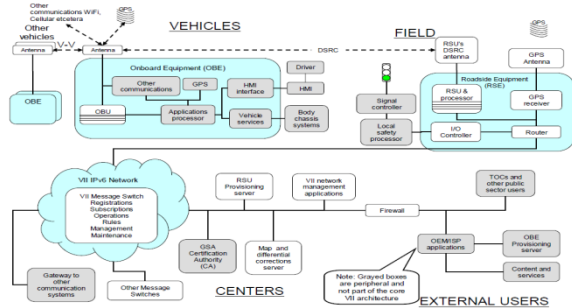 Other
communications WiFi,
Cellular etcetera
GPS
VEHICLES
GPS
Other
vehicles
V-V
Antenna
Antenna
DSRC
FIELD
RSU's
DSRC
antenna
GPS
Antenna
OBE
Onboard Equipment (OBE)
Other
communications
GPS
HMI
interface
Driver
HMI
OBU
Applications
processor
Vehicle
services
Body
chassis
systems
Signal
controller
Local
safety
processor
Roadside Equipment
(RSE)
RSU &
processor
GPS
receiver
I/O
Controller
Router
VII IPv6 Network
VII Message Switch
Registrations
Subscriptions
Operations
Rules
Management
Maintenance
RSU
Provisioning
server
VII network
management
applications
Firewall
TOCs and
other public
sector users
GSA
Certification
Authority
(CA)
Map and
differential
corrections
server
OEM/ISP
applications
OBE
Provisioning
server
Content and
services
Gateway to
other
communication
systems
Other Message
Switches
CENTERS
Note: Grayed boxes
are peripheral and
not part of the core
VII architecture
EXTERNAL USERS